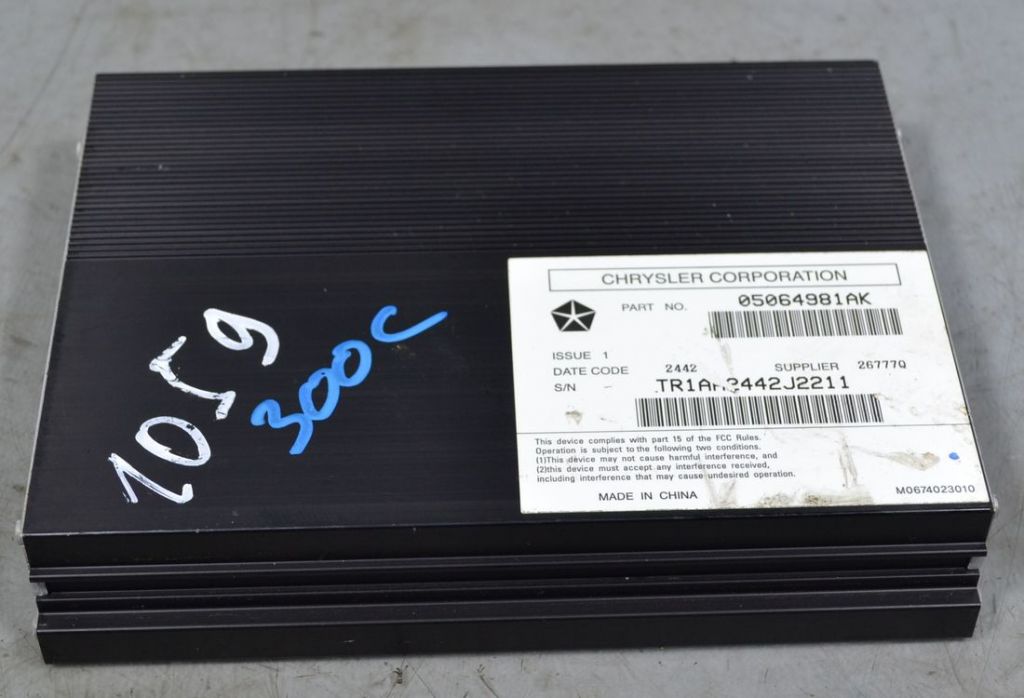 1059
300C
CHRYSLER CORPORATION
PART NO. 05064981AK
ISSUE 1
DATE CODE 2442 SUPPLIER 26777Q
S/N
This device complies with part 15 of the FCC Rules.
Operation is subject to the following two conditions.
(1)This device may not cause harmful interference, and
(2)this device must accept any interference received,
including interference that may cause undesired operation.
MADE IN CHINA
M0674023010